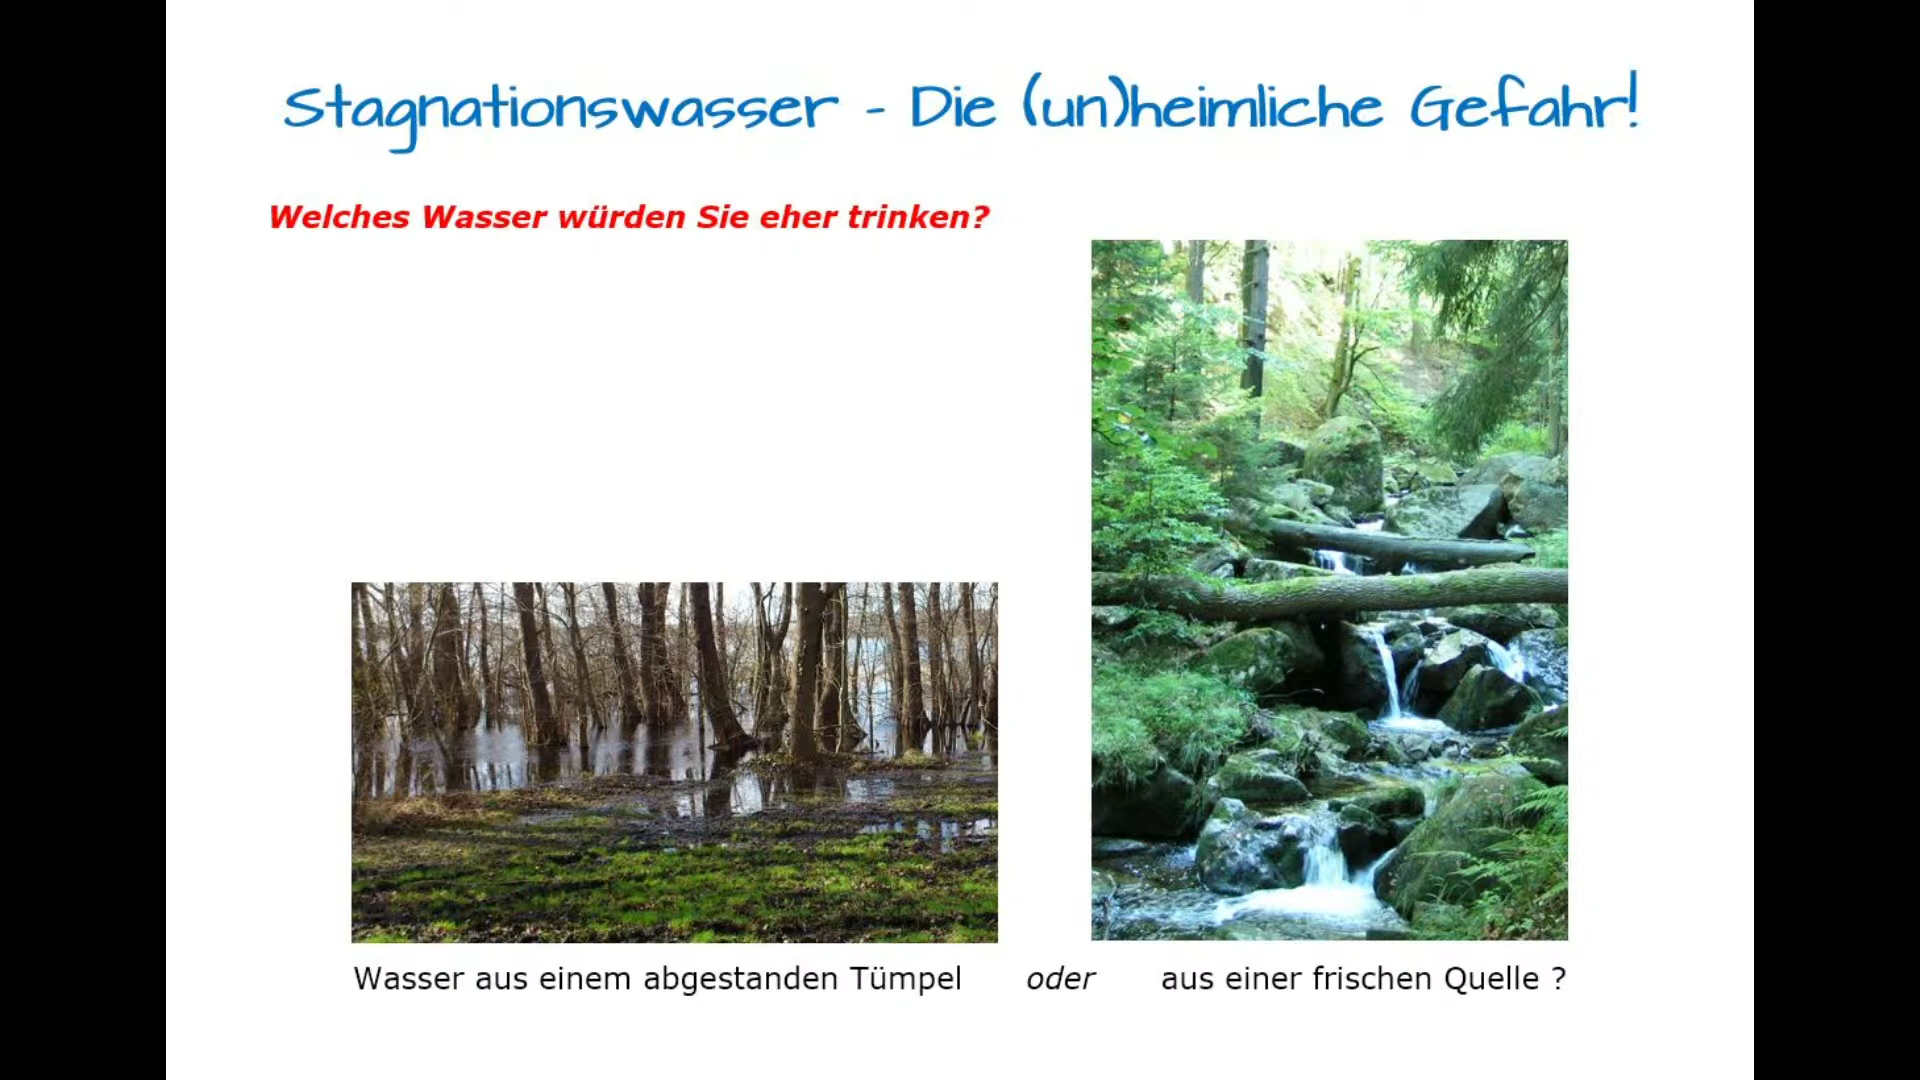 Stagnationswasser - Die (un)heimliche Gefahr!
Welches Wasser würden Sie eher trinken?
Wasser aus einem abgestanden Tümpel oder aus einer frischen Quelle ?